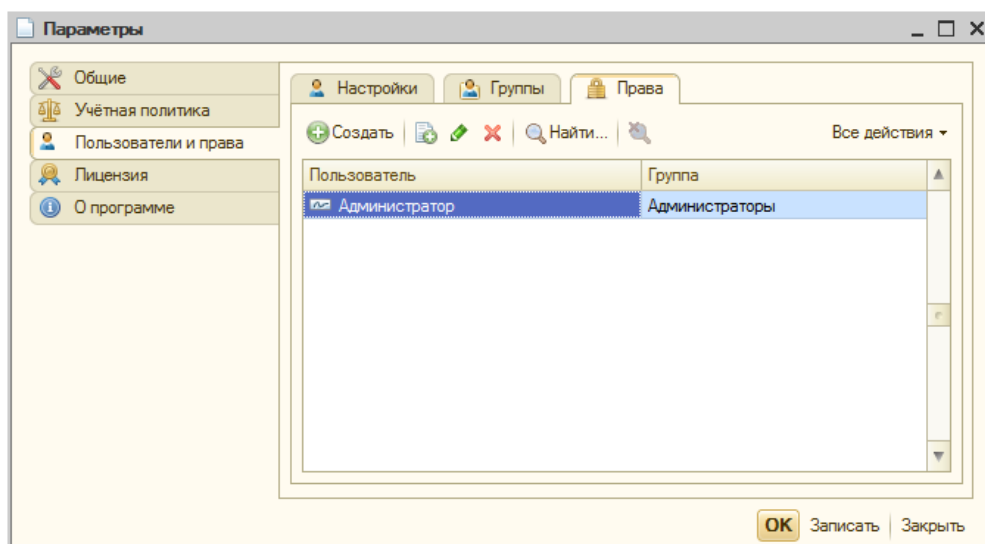 Параметры
Общие
Учётная политика
Пользователи и права
Лицензия
О программе
Настройки Группы Права
Создать Найти... Все действия
Пользователь Группа
Администратор Администраторы
ОК Записать Закрыть